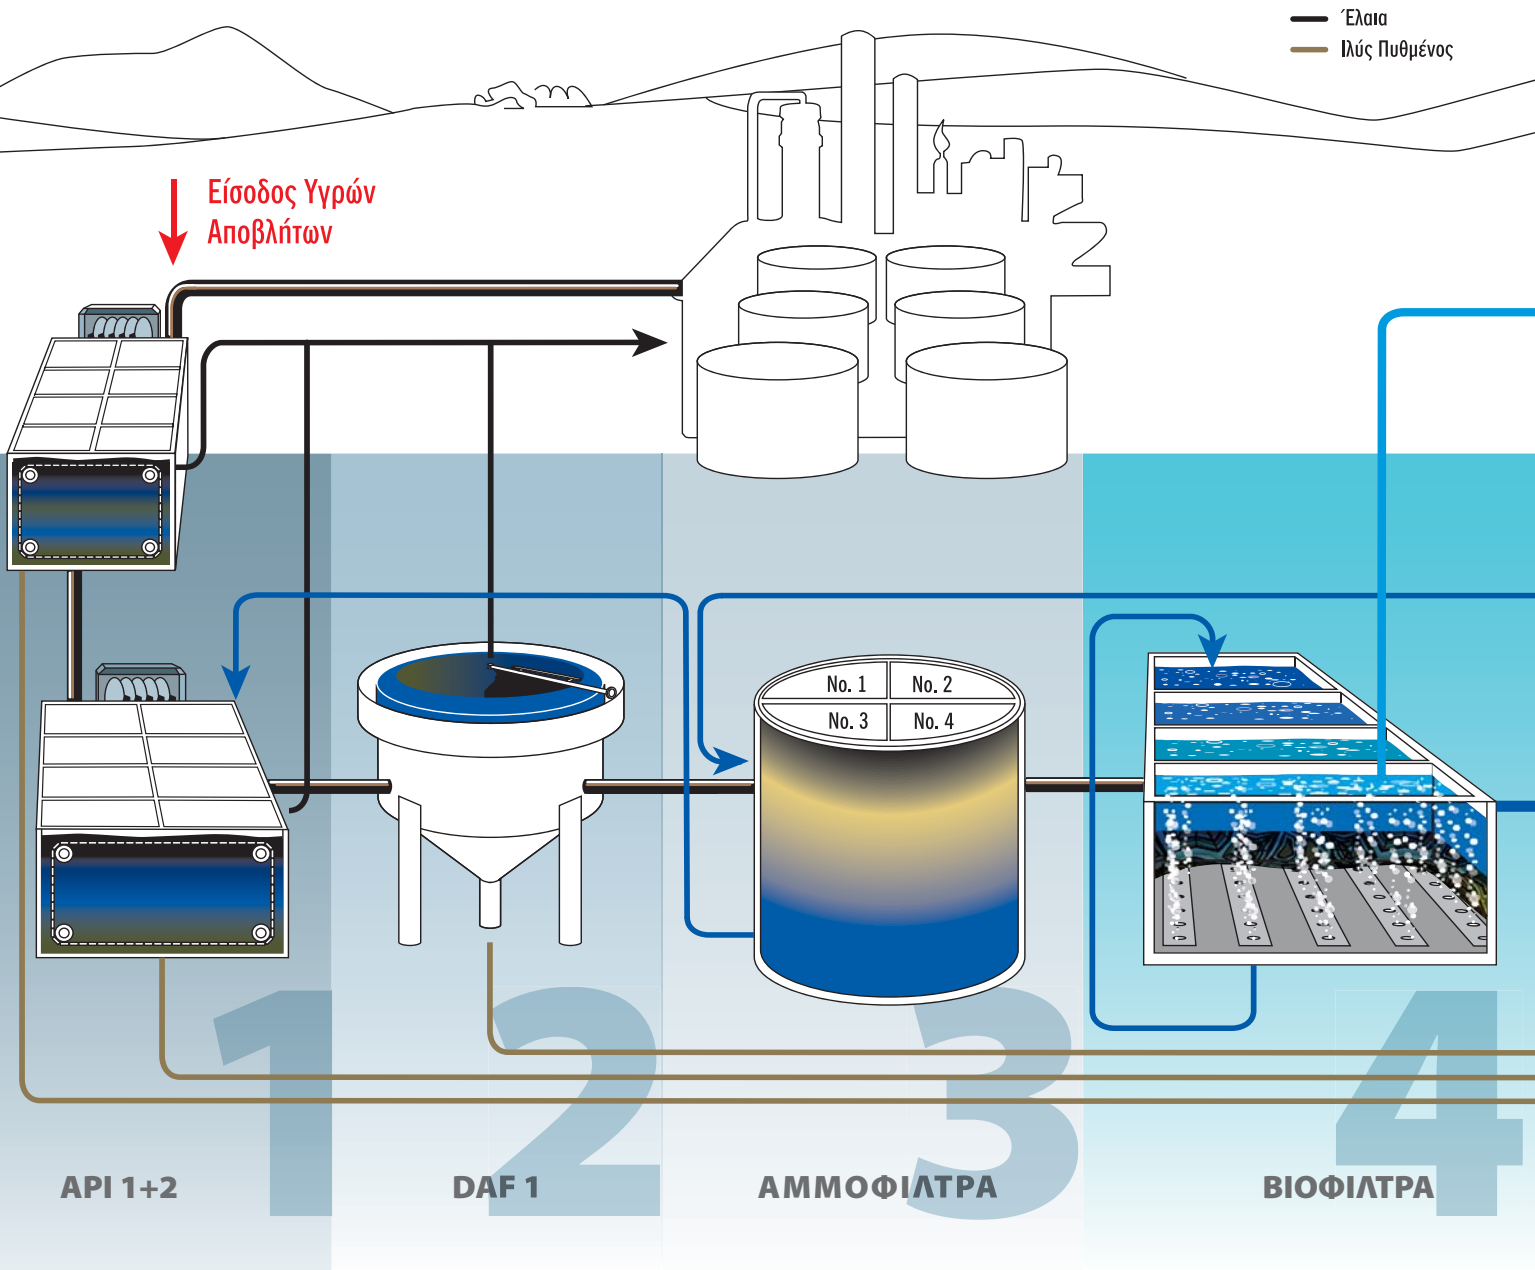 Έλαια
Ιλύς Πυθμένος
Είσοδος Υγρών
Αποβλήτων
No. 1
No. 2
No. 3
No. 4
1
2
3
4
API 1+2
DAF 1
ΑΜΜΟΦΙΛΤΡΑ
ΒΙΟΦΙΛΤΡΑ